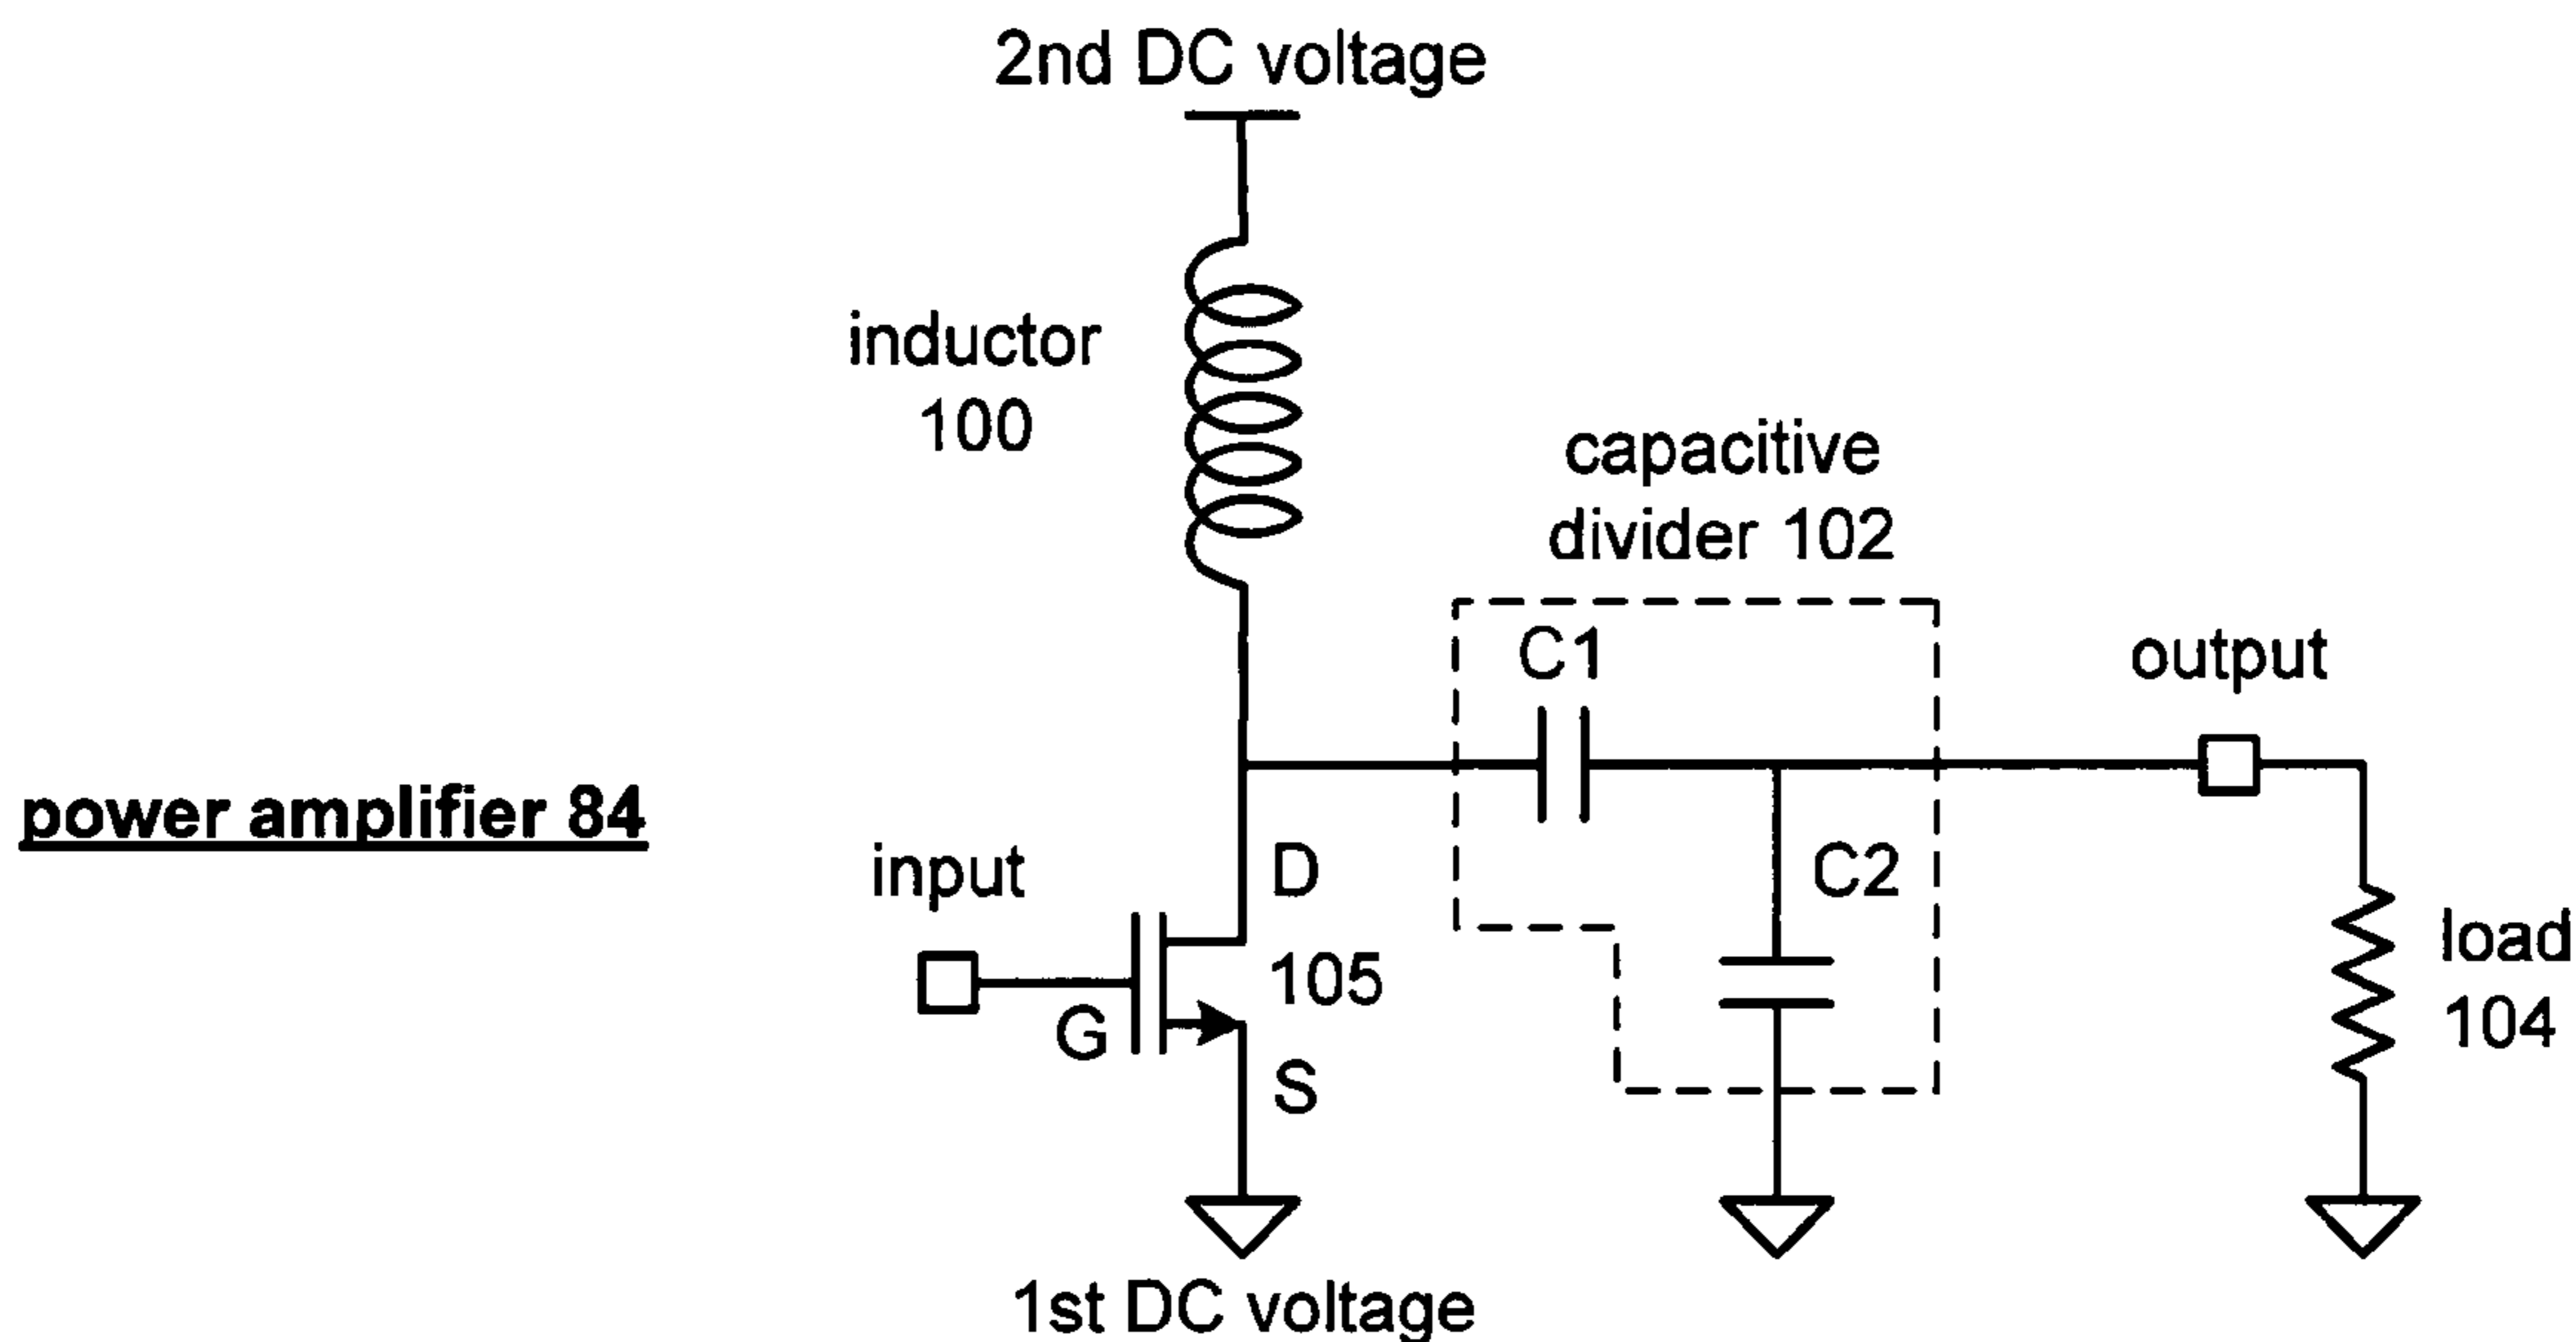 2nd DC voltage
inductor
100
capacitive
divider 102
C1
output
power amplifier 84
input
D
C2
105
G
S
load
104
1st DC voltage